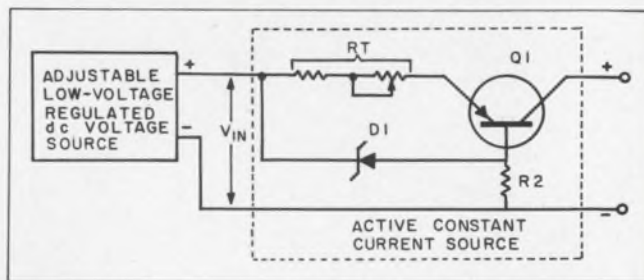 ADJUSTABLE
LOW-VOLTAGE
REGULATED
dc VOLTAGE
SOURCE
+
-
VIN
RT
D1
Q1
R2
+
-
ACTIVE CONSTANT
CURRENT SOURCE